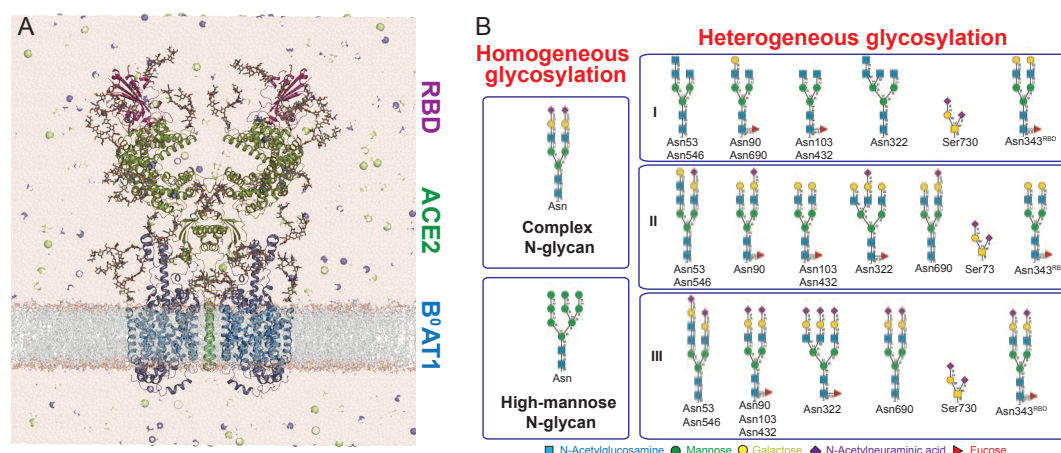 A
RBD
ACE2
B⁰AT1
B
Homogeneous
glycosylation
Heterogeneous glycosylation
Asn
Complex
N-glycan
Asn
High-mannose
N-glycan
I
Asn53
Asn546
Asn90
Asn690
Asn103
Asn432
Asn322
Ser730
Asn343ᴿᴮᴰ
II
Asn53
Asn546
Asn90
Asn103
Asn432
Asn322
Asn690
Ser73
Asn343ᴿᴮ
III
Asn53
Asn546
Asn90
Asn103
Asn432
Asn322
Asn690
Ser730
Asn343ᴿᴮᴰ
N-Acetylglucosamine Mannose Galactose N-Acetylneuraminic acid Fucose